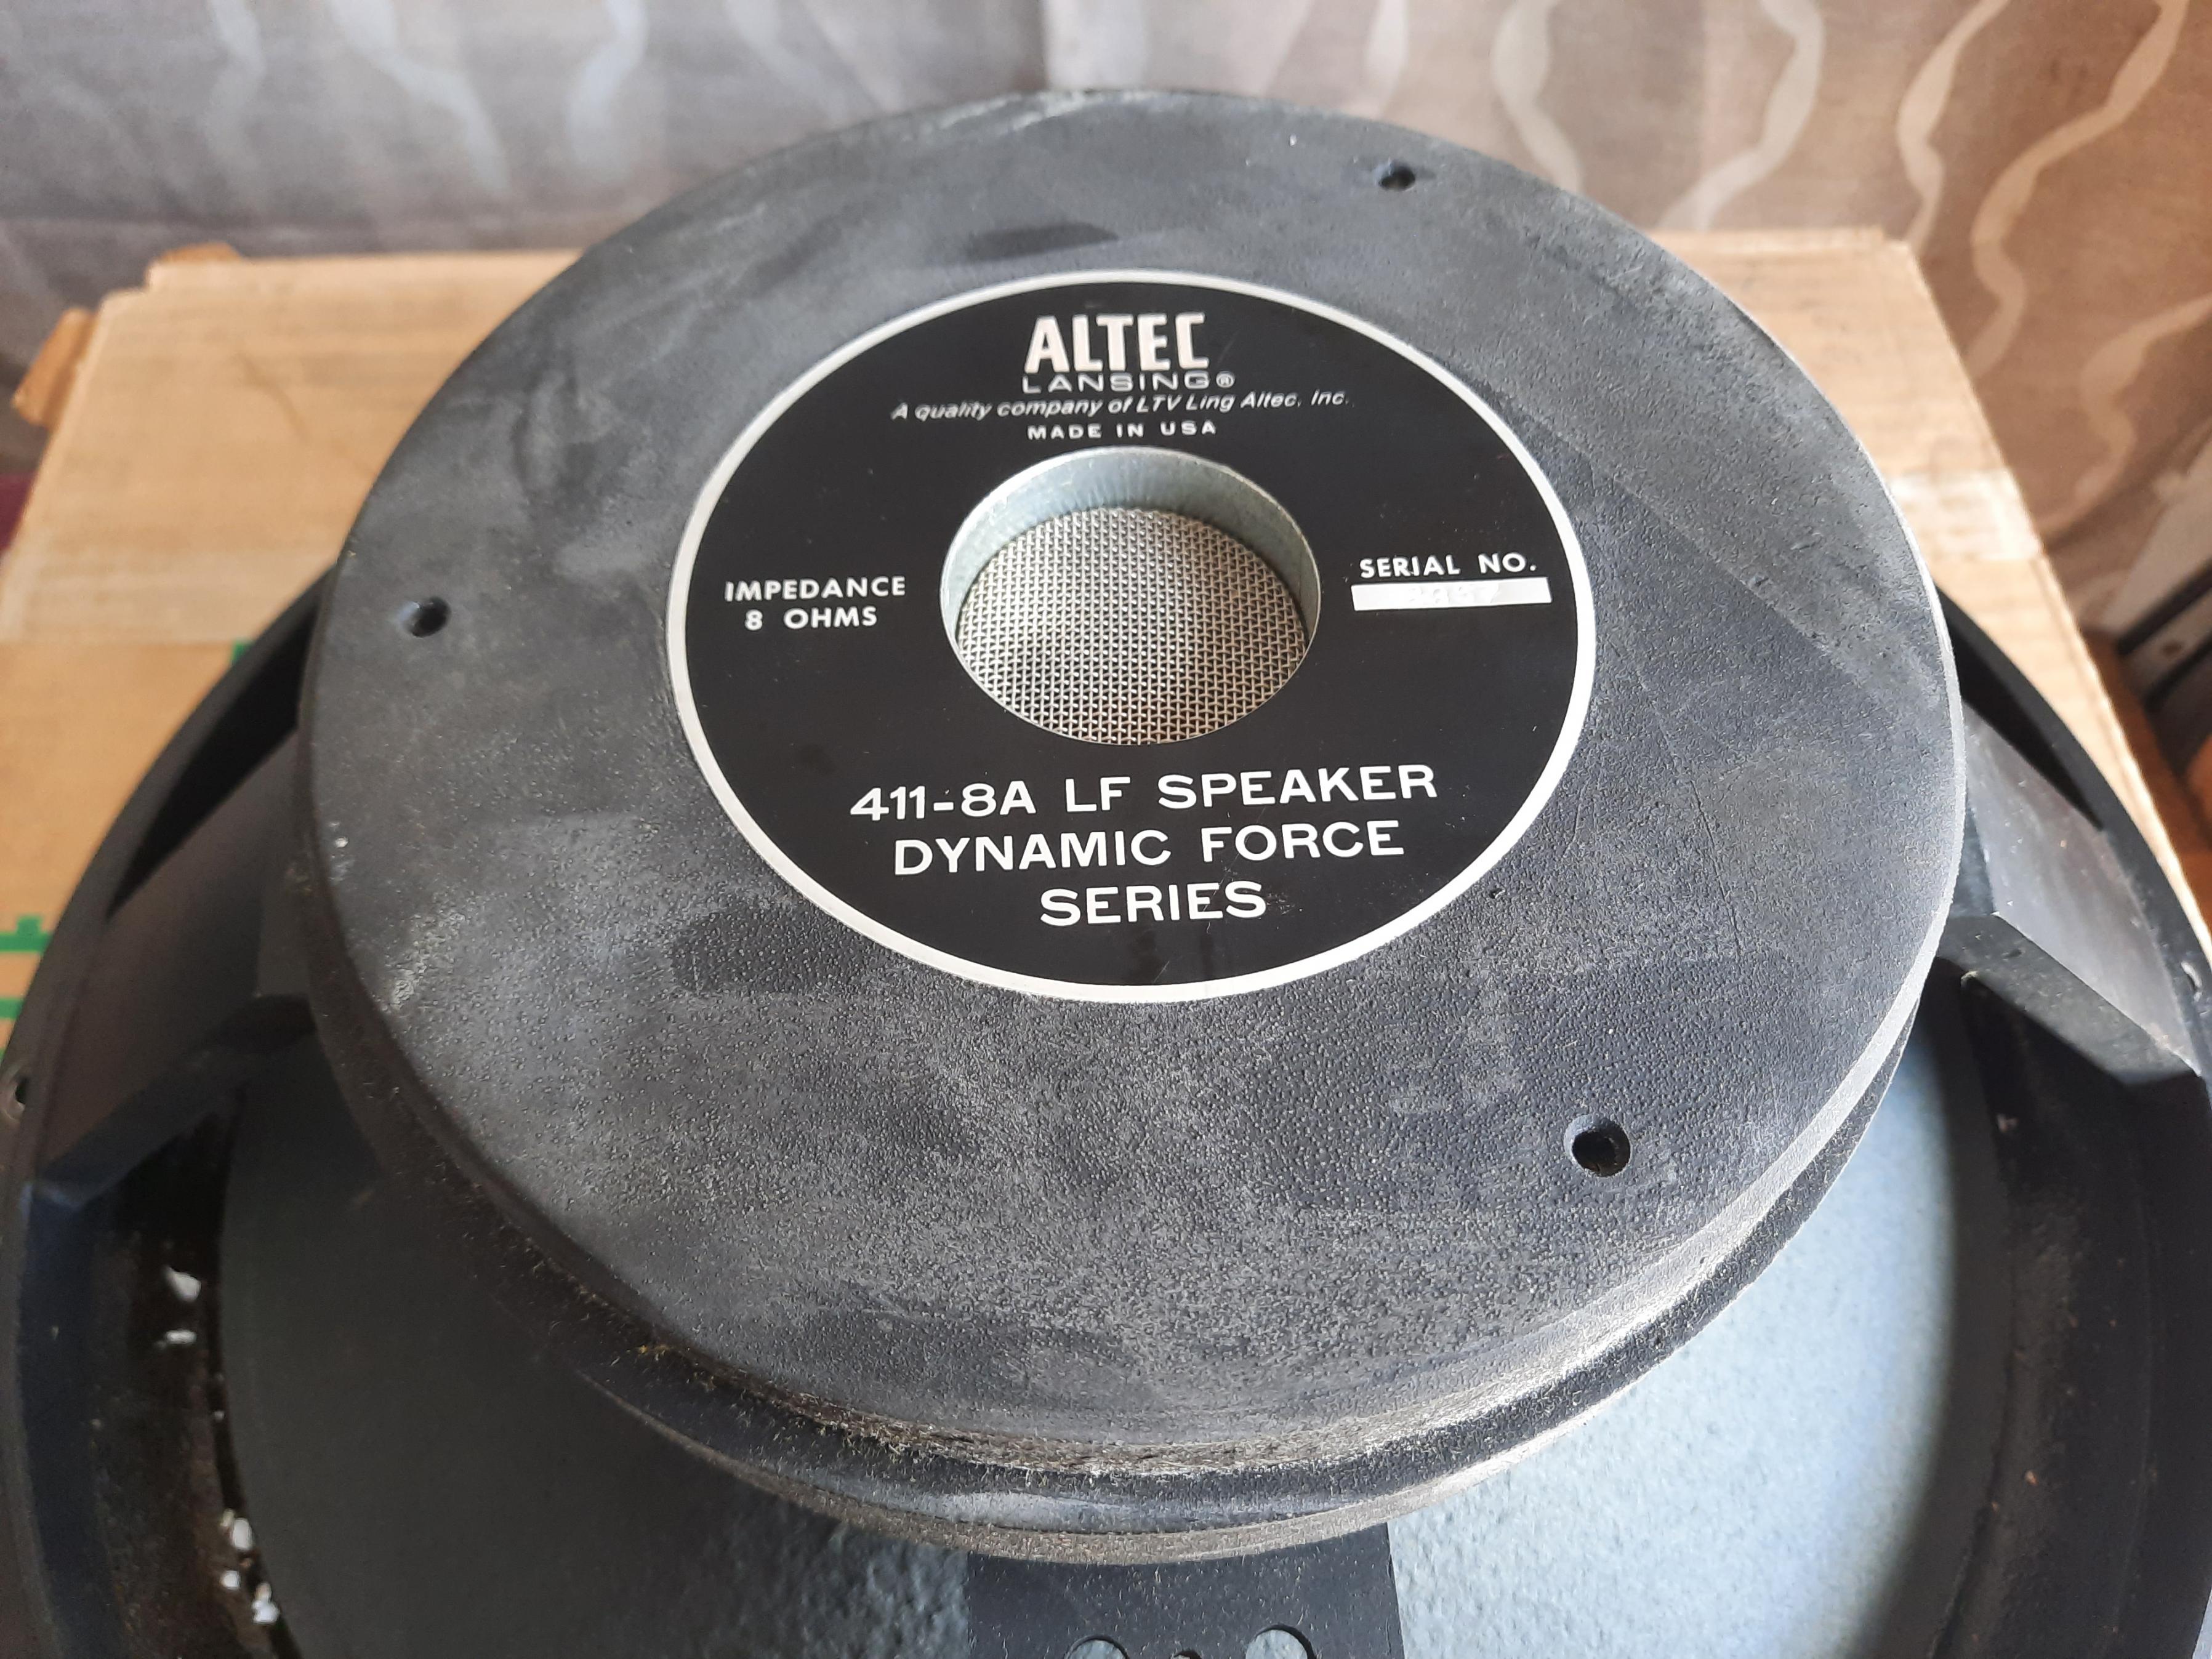 ALTEC
LANSING®
A quality company of LTV Ling Altec, Inc.
MADE IN USA
IMPEDANCE
8 OHMS
SERIAL NO.
411-8A LF SPEAKER
DYNAMIC FORCE
SERIES